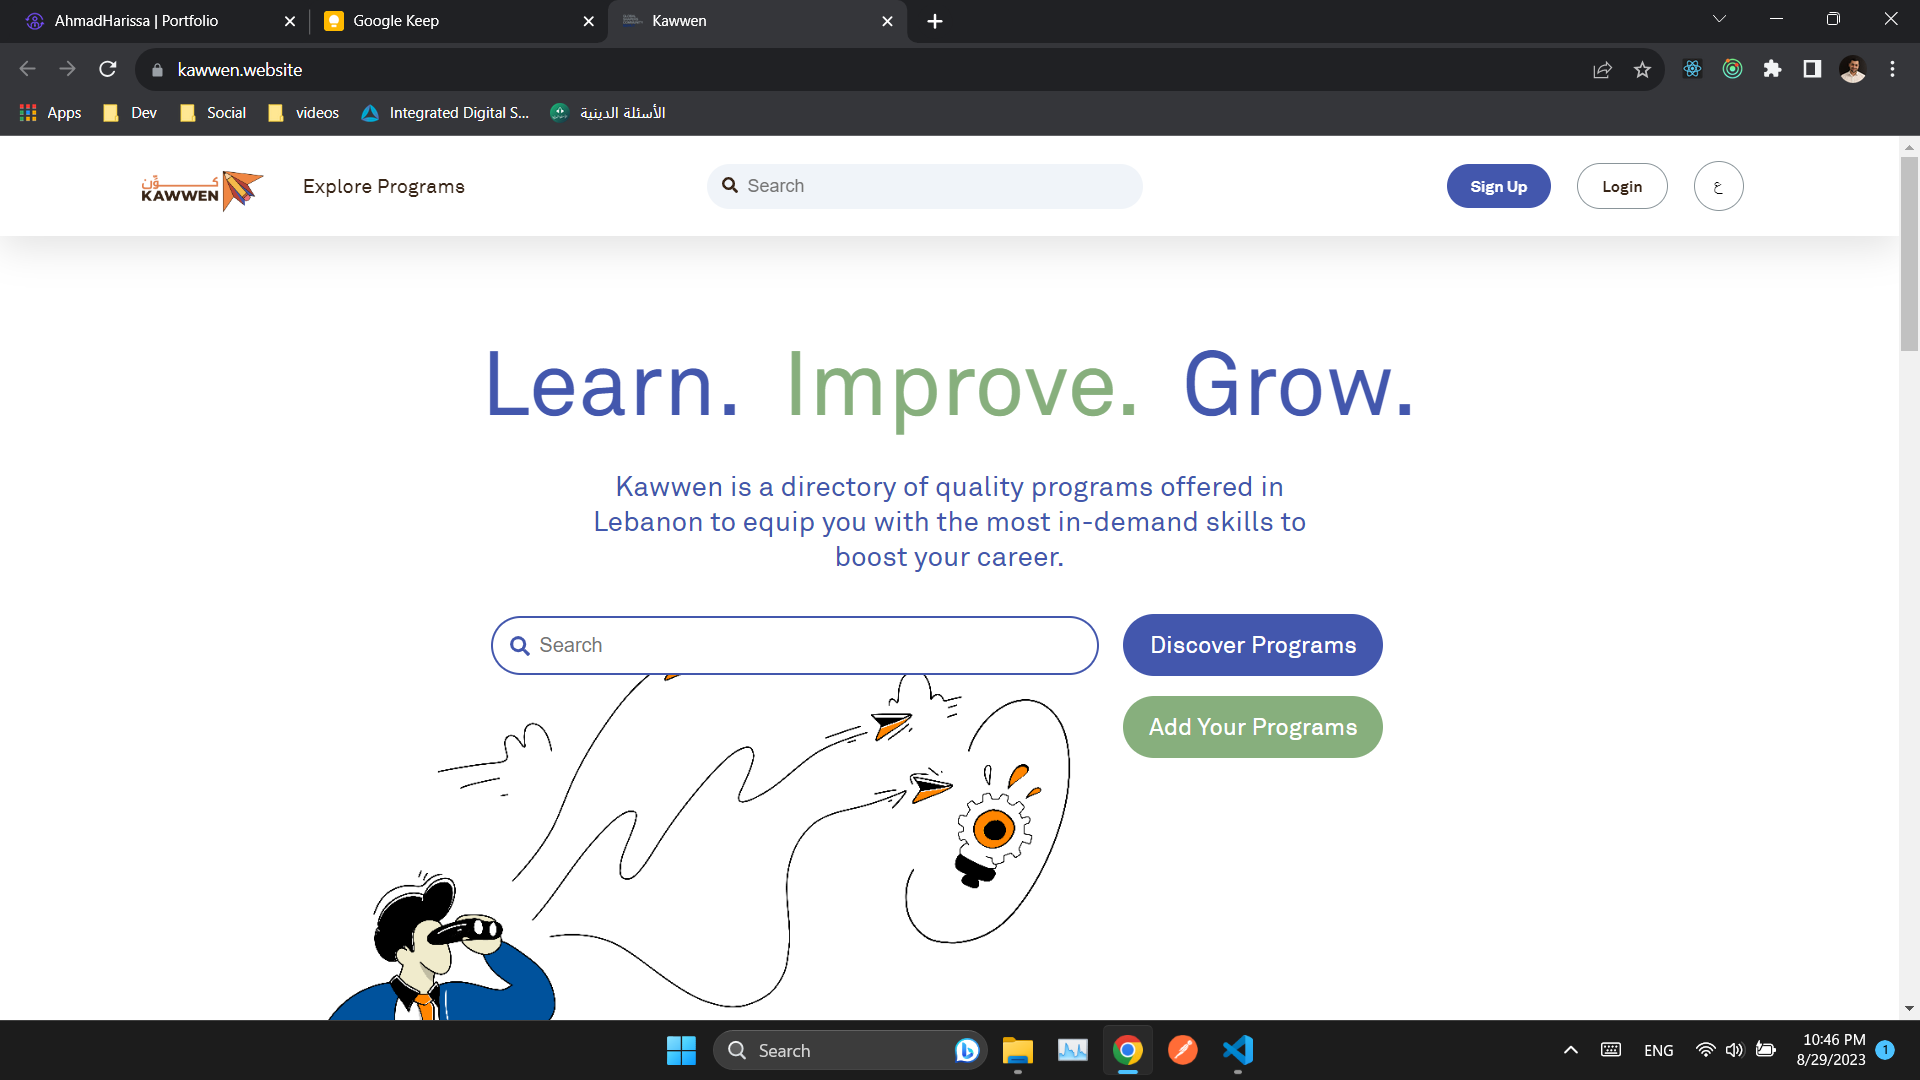 AhmadHarissa | Portfolio
Google Keep
Kawwen
kawwen.website
Apps
Dev
Social
videos
Integrated Digital S...
الأسئلة الدينية
كـــــوّن
KAWWEN
Explore Programs
Search
Sign Up
Login
ع
Learn. Improve. Grow.
Kawwen is a directory of quality programs offered in
Lebanon to equip you with the most in-demand skills to
boost your career.
Search
Discover Programs
Add Your Programs
Search
ENG
10:46 PM
8/29/2023
1